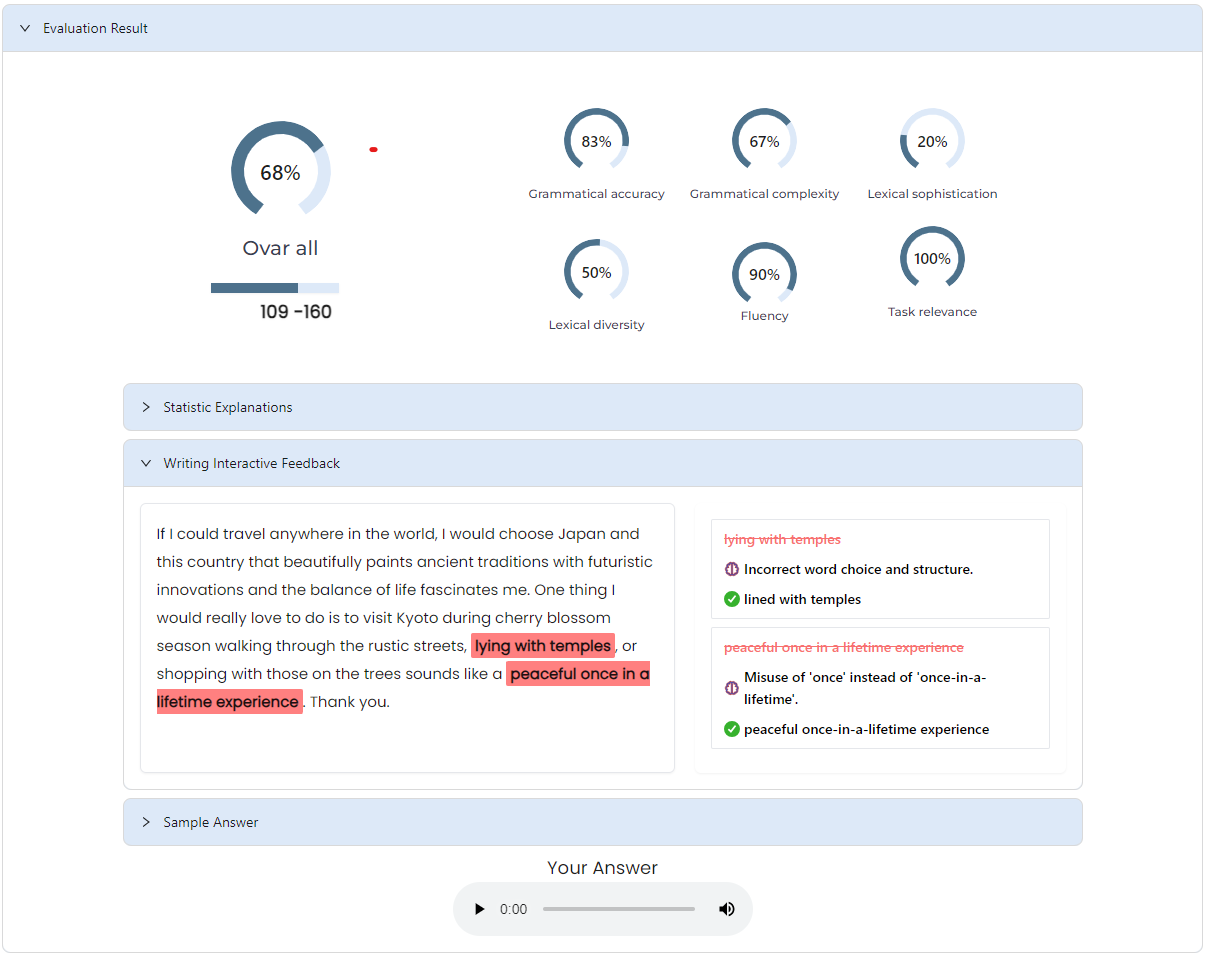 Evaluation Result
68%
Ovar all
109 -160
83%
Grammatical accuracy
67%
Grammatical complexity
20%
Lexical sophistication
50%
Lexical diversity
90%
Fluency
100%
Task relevance
Statistic Explanations
Writing Interactive Feedback
If I could travel anywhere in the world, I would choose Japan and
this country that beautifully paints ancient traditions with futuristic
innovations and the balance of life fascinates me. One thing I
would really love to do is to visit Kyoto during cherry blossom
season walking through the rustic streets, lying with temples, or
shopping with those on the trees sounds like a peaceful once in a
lifetime experience. Thank you.
lying with temples
Incorrect word choice and structure.
lined with temples
peaceful once in a lifetime experience
Misuse of 'once' instead of 'once-in-a-
lifetime'.
peaceful once-in-a-lifetime experience
Sample Answer
Your Answer
0:00